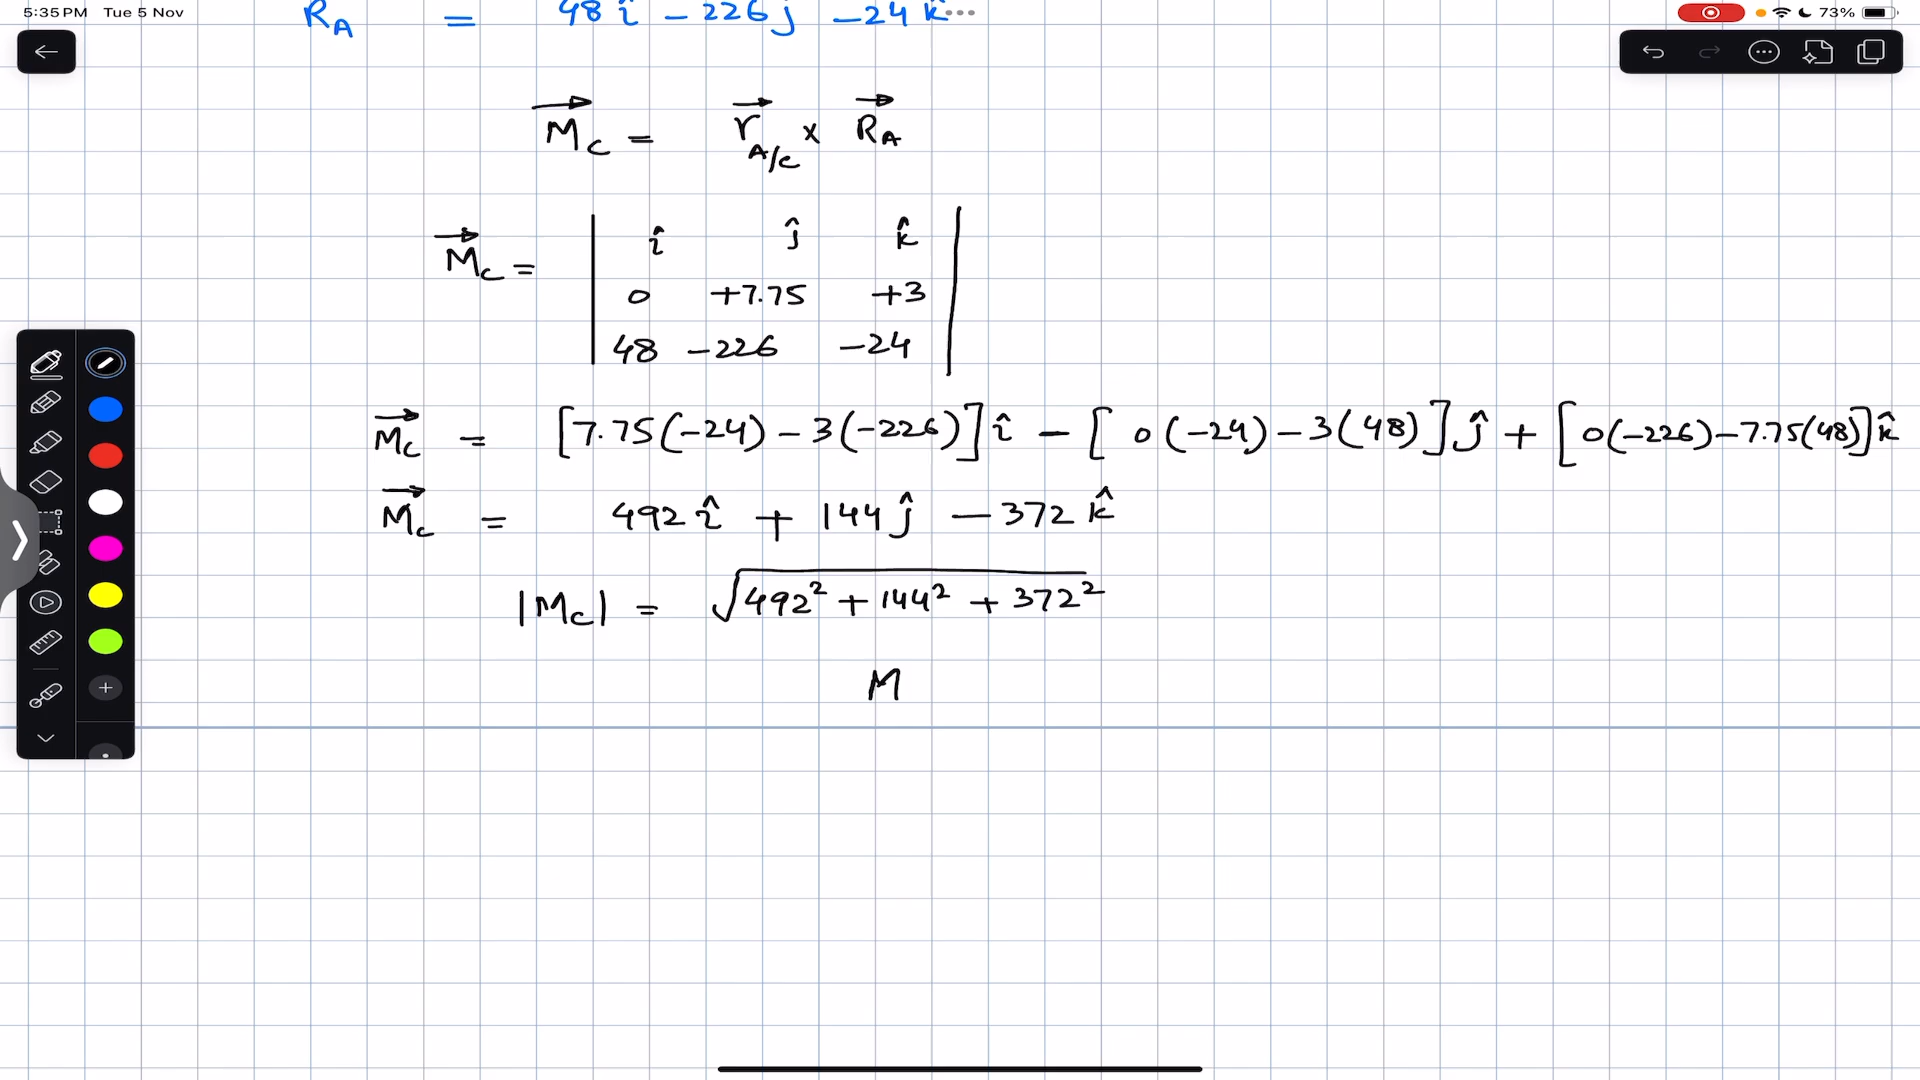 5:35 PM Tue 5 Nov
73%
R_A = 48 î − 226 ĵ − 24 k̂
M⃗_C = r⃗_A/C × R⃗_A
M⃗_C = | î ĵ k̂ |
0 +7.75 +3
48 −226 −24
M⃗_C = [7.75(−24) − 3(−226)] î − [0(−24) − 3(48)] ĵ + [0(−226) − 7.75(48)] k̂
M⃗_C = 492 î + 144 ĵ − 372 k̂
|M_C| = √492² + 144² + 372²
M